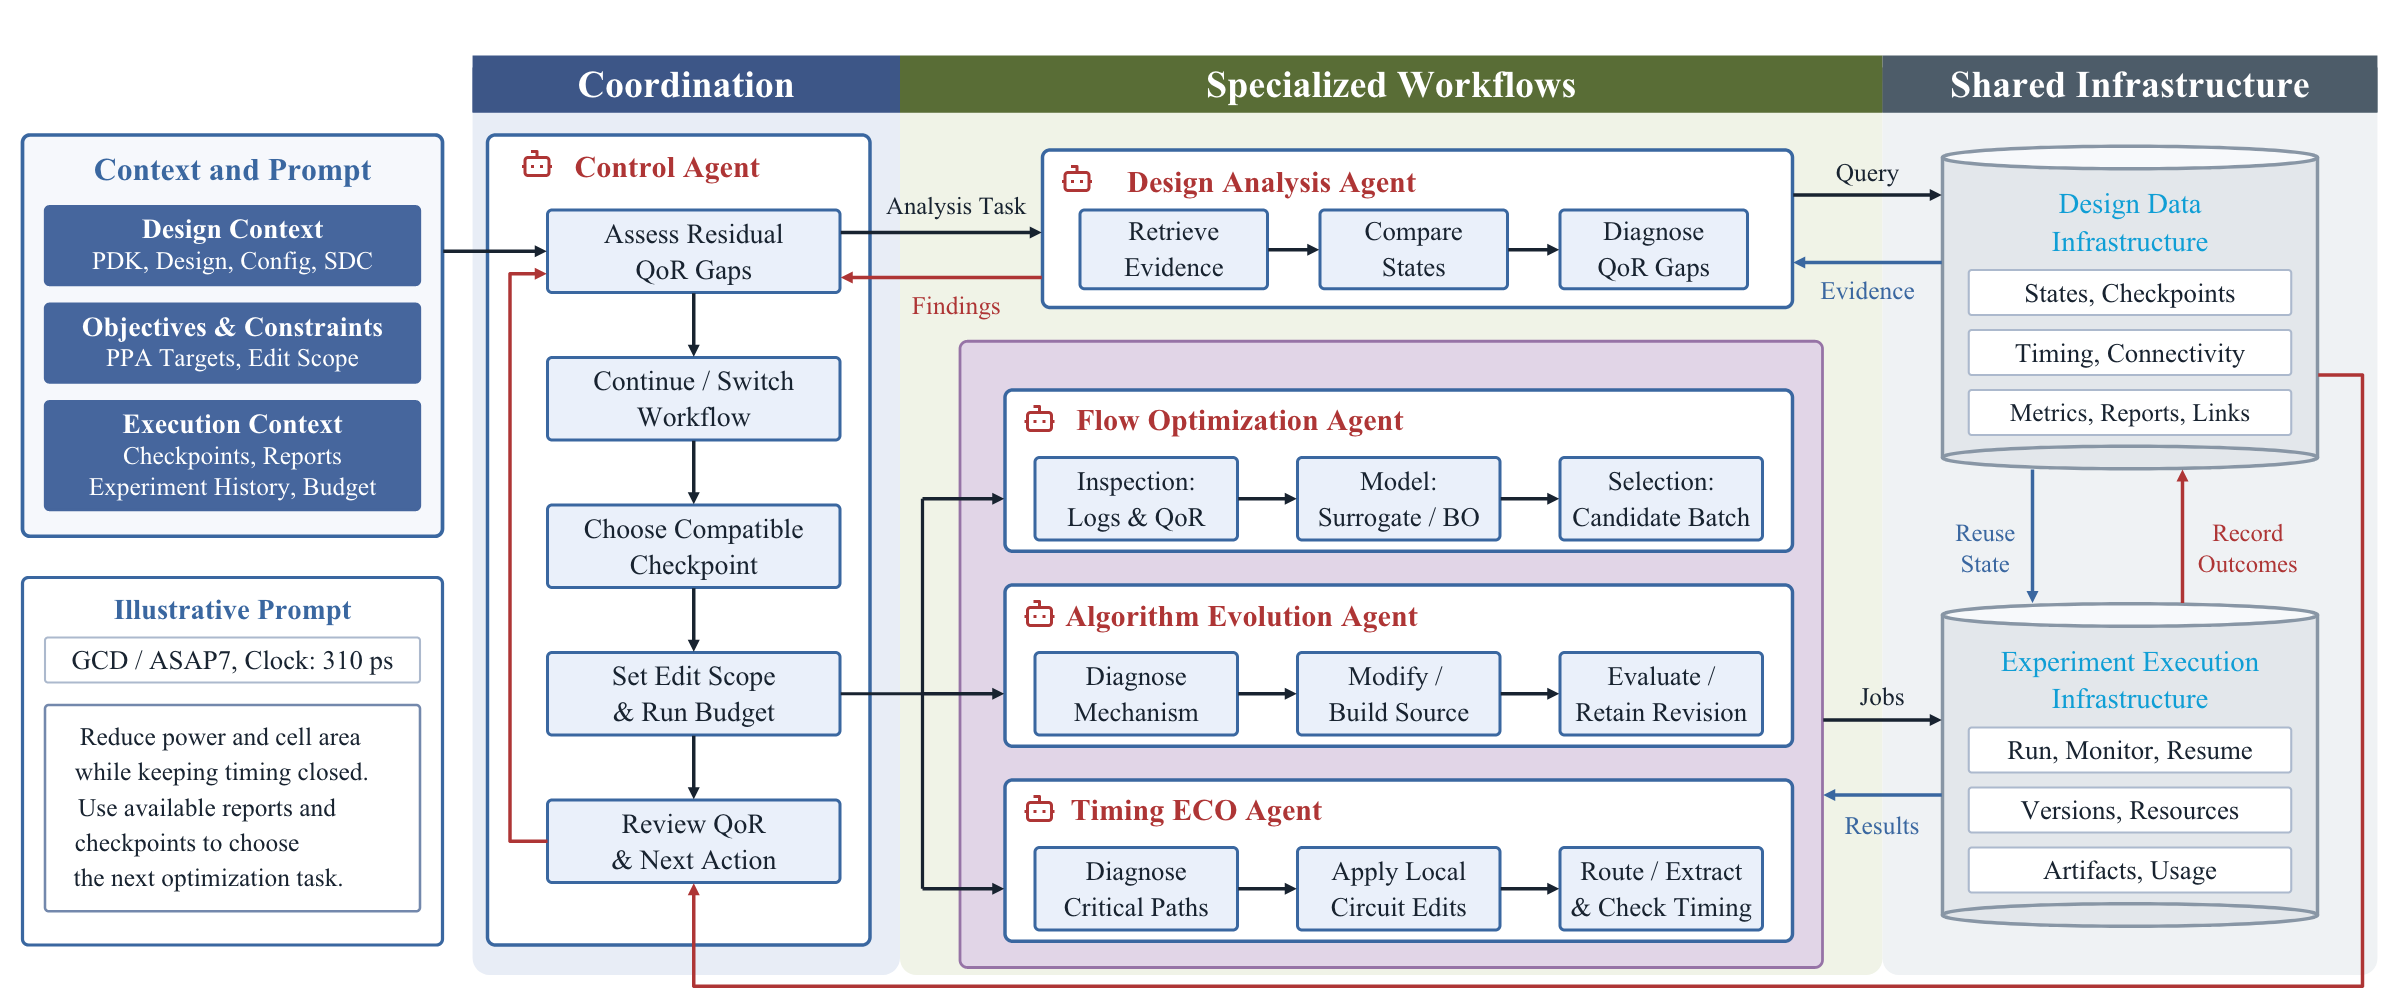 Coordination
Specialized Workflows
Shared Infrastructure
Context and Prompt
Design Context
PDK, Design, Config, SDC
Objectives & Constraints
PPA Targets, Edit Scope
Execution Context
Checkpoints, Reports
Experiment History, Budget
Illustrative Prompt
GCD / ASAP7, Clock: 310 ps
Reduce power and cell area
while keeping timing closed.
Use available reports and
checkpoints to choose
the next optimization task.
Control Agent
Assess Residual
QoR Gaps
Continue / Switch
Workflow
Choose Compatible
Checkpoint
Set Edit Scope
& Run Budget
Review QoR
& Next Action
Analysis Task
Findings
Design Analysis Agent
Retrieve
Evidence
Compare
States
Diagnose
QoR Gaps
Flow Optimization Agent
Inspection:
Logs & QoR
Model:
Surrogate / BO
Selection:
Candidate Batch
Algorithm Evolution Agent
Diagnose
Mechanism
Modify /
Build Source
Evaluate /
Retain Revision
Timing ECO Agent
Diagnose
Critical Paths
Apply Local
Circuit Edits
Route / Extract
& Check Timing
Query
Evidence
Jobs
Results
Design Data
Infrastructure
States, Checkpoints
Timing, Connectivity
Metrics, Reports, Links
Reuse
State
Record
Outcomes
Experiment Execution
Infrastructure
Run, Monitor, Resume
Versions, Resources
Artifacts, Usage